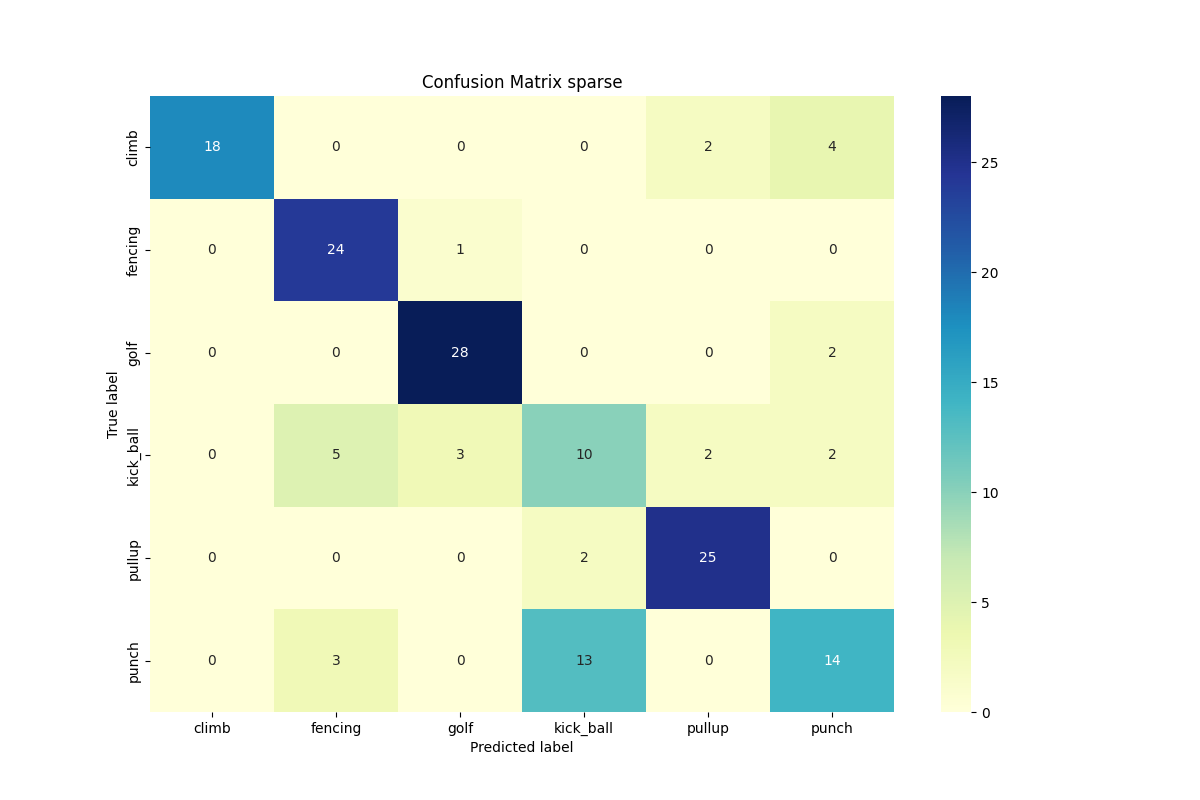 Confusion Matrix sparse
climb 18 0 0 0 2 4
fencing 0 24 1 0 0 0
golf 0 0 28 0 0 2
kick_ball 0 5 3 10 2 2
pullup 0 0 0 2 25 0
punch 0 3 0 13 0 14
True label
climb fencing golf kick_ball pullup punch
Predicted label
25
20
15
10
5
0